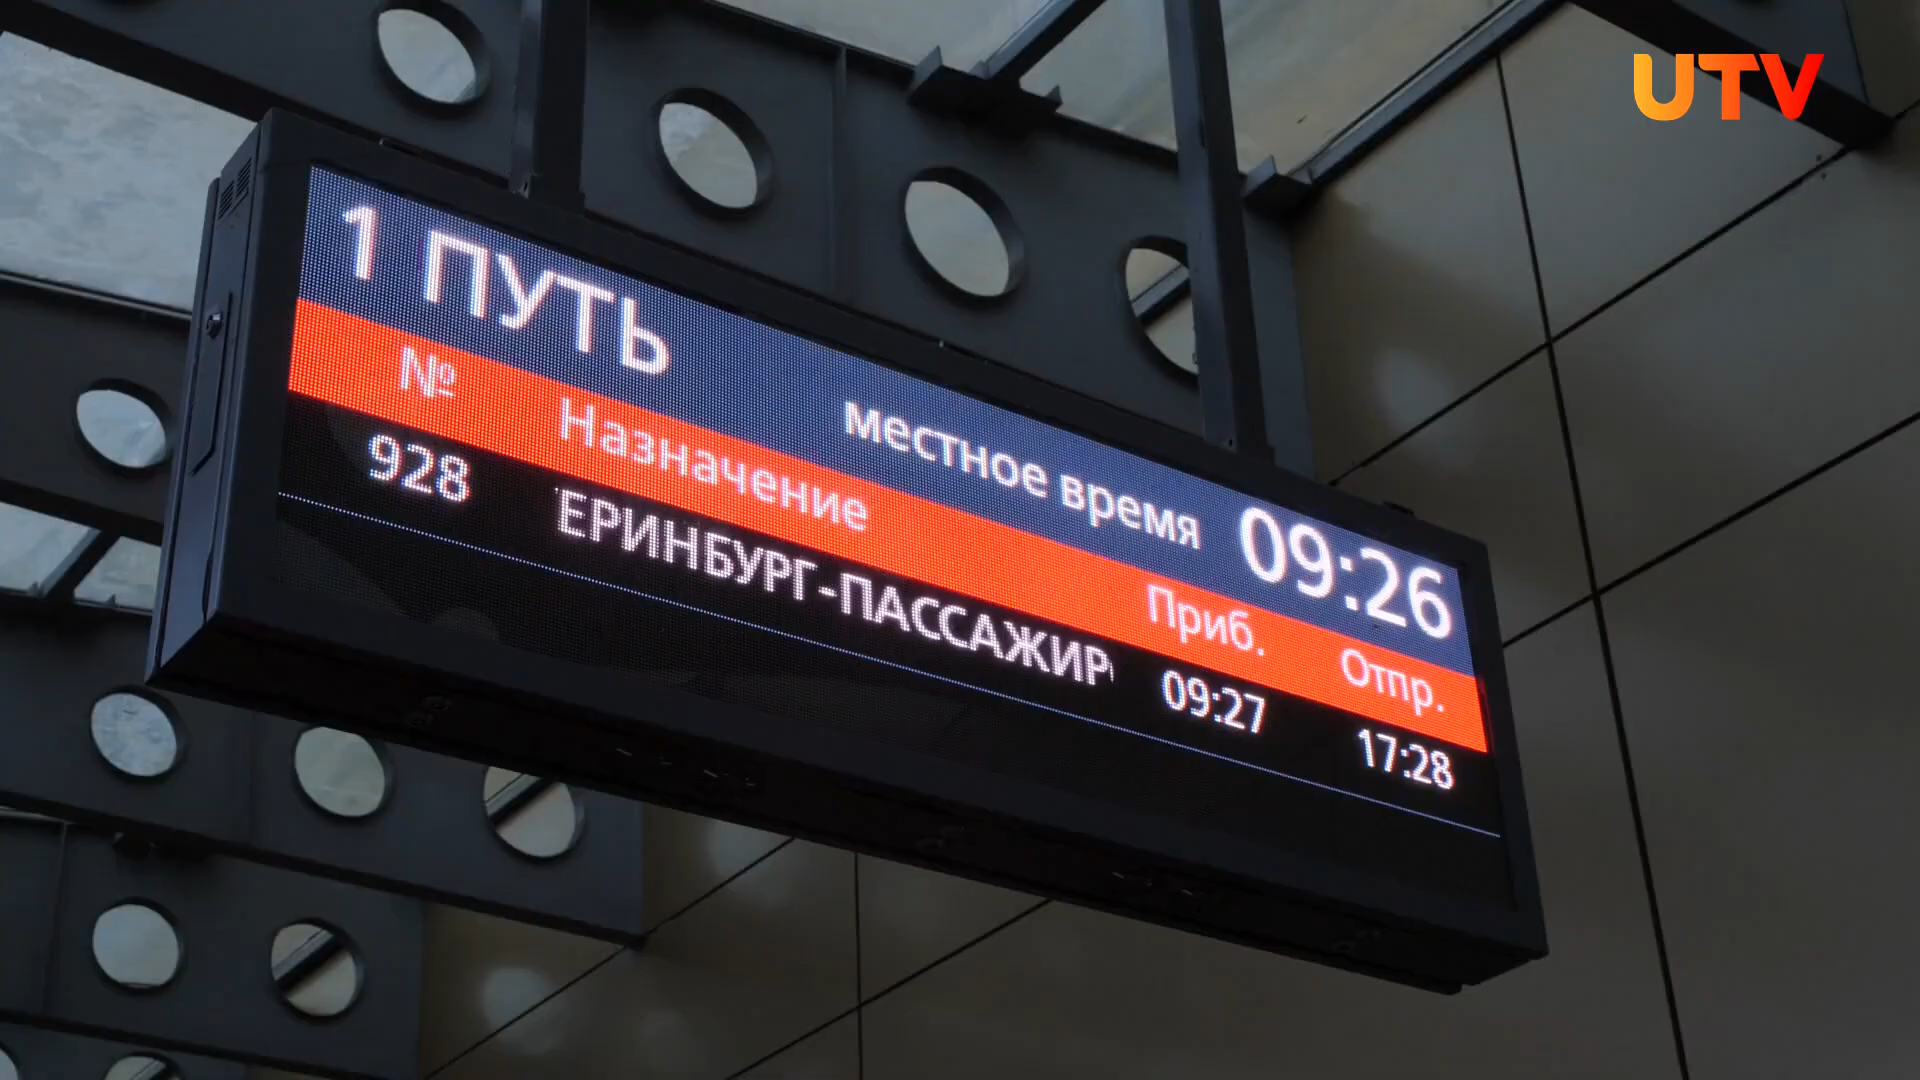 UTV
1 ПУТЬ
местное время 09:26
№ Назначение Приб. Отпр.
928 ЕРИНБУРГ-ПАССАЖИР 09:27 17:28